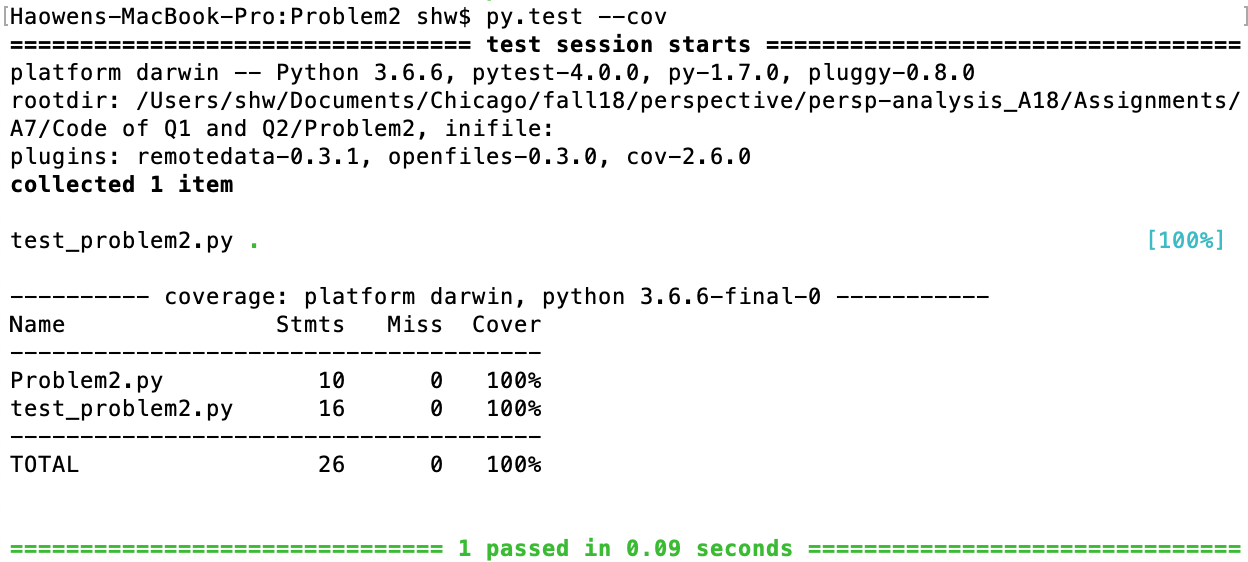 [Haowens-MacBook-Pro:Problem2 shw$ py.test --cov ]
================================= test session starts ==================================
platform darwin -- Python 3.6.6, pytest-4.0.0, py-1.7.0, pluggy-0.8.0
rootdir: /Users/shw/Documents/Chicago/fall18/perspective/persp-analysis_A18/Assignments/
A7/Code of Q1 and Q2/Problem2, inifile:
plugins: remotedata-0.3.1, openfiles-0.3.0, cov-2.6.0
collected 1 item
test_problem2.py . [100%]
---------- coverage: platform darwin, python 3.6.6-final-0 -----------
Name Stmts Miss Cover
--------------------------------------
Problem2.py 10 0 100%
test_problem2.py 16 0 100%
--------------------------------------
TOTAL 26 0 100%
=============================== 1 passed in 0.09 seconds ===============================